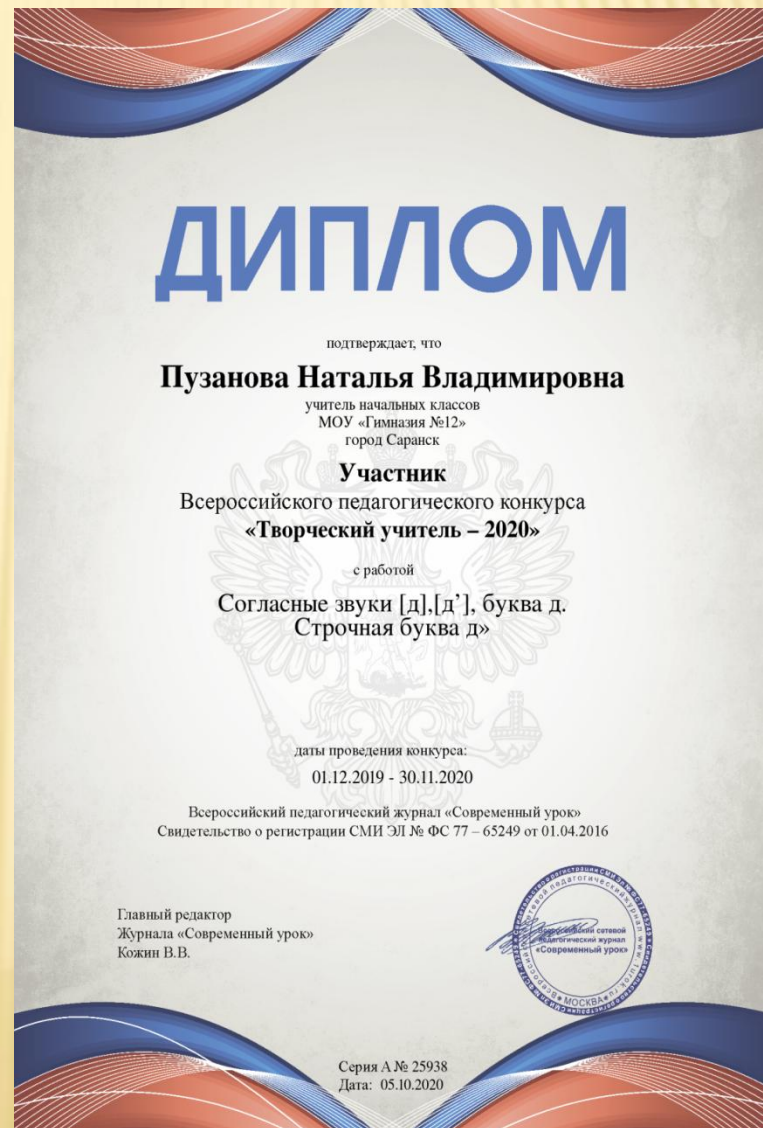 ДИПЛОМ
подтверждает, что
Пузанова Наталья Владимировна
учитель начальных классов
МОУ «Гимназия №12»
город Саранск
Участник
Всероссийского педагогического конкурса
«Творческий учитель – 2020»
с работой
Согласные звуки [д],[д’], буква д.
Строчная буква д»
даты проведения конкурса:
01.12.2019 - 30.11.2020
Всероссийский педагогический журнал «Современный урок»
Свидетельство о регистрации СМИ ЭЛ № ФС 77 – 65249 от 01.04.2016
Главный редактор
Журнала «Современный урок»
Кожин В.В.
Всероссийский сетевой
педагогический журнал
«Современный урок»
МОСКВА
Серия А № 25938
Дата: 05.10.2020